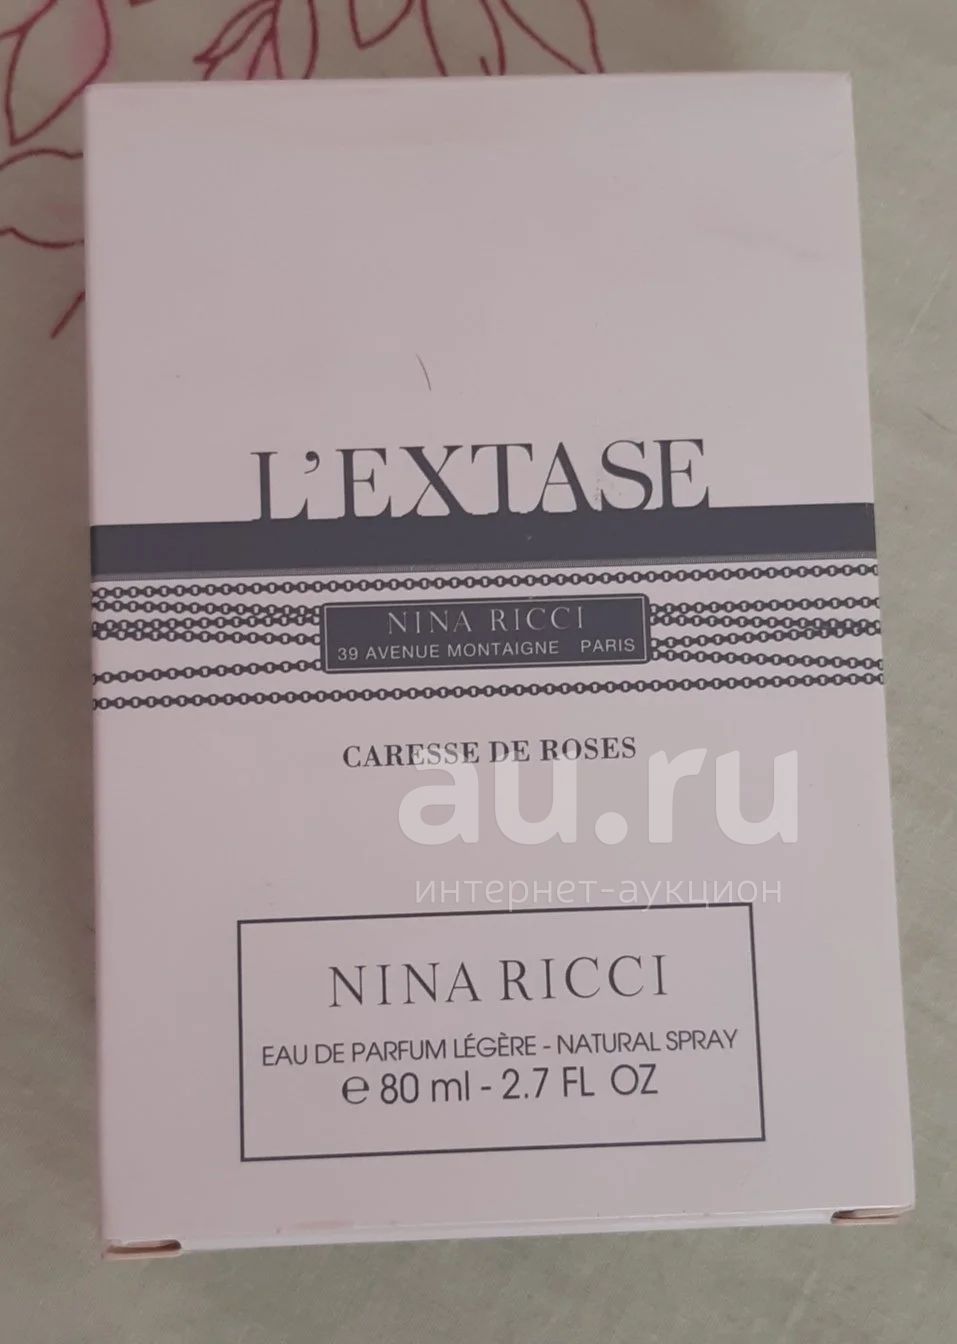 L'EXTASE
NINA RICCI
39 AVENUE MONTAIGNE PARIS
CARESSE DE ROSES
au.ru
интернет-аукцион
NINA RICCI
EAU DE PARFUM LÉGÈRE - NATURAL SPRAY
℮ 80 ml - 2.7 FL OZ